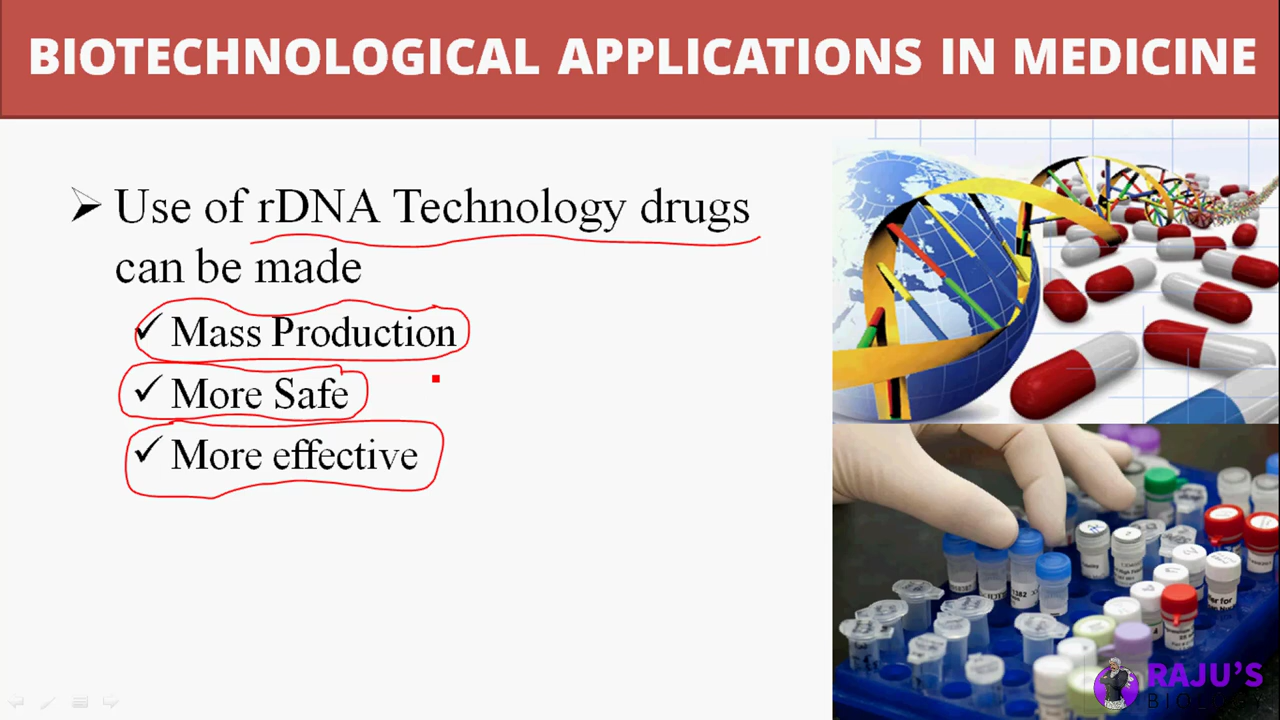 BIOTECHNOLOGICAL APPLICATIONS IN MEDICINE
Use of rDNA Technology drugs
can be made
Mass Production
More Safe
More effective
RAJU'S